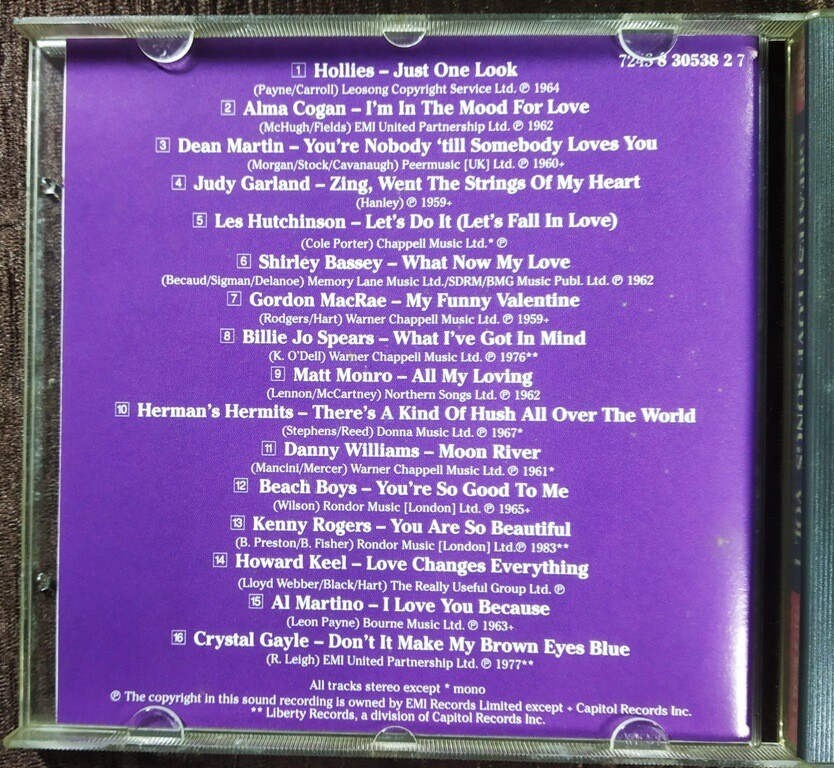 7243 8 30538 2 7
1 Hollies – Just One Look
(Payne/Carroll) Leosong Copyright Service Ltd. ℗ 1964
2 Alma Cogan – I'm In The Mood For Love
(McHugh/Fields) EMI United Partnership Ltd. ℗ 1962
3 Dean Martin – You're Nobody 'till Somebody Loves You
(Morgan/Stock/Cavanaugh) Peermusic [UK] Ltd. ℗ 1960+
4 Judy Garland – Zing, Went The Strings Of My Heart
(Hanley) ℗ 1959+
5 Les Hutchinson – Let's Do It (Let's Fall In Love)
(Cole Porter) Chappell Music Ltd.* ℗
6 Shirley Bassey – What Now My Love
(Becaud/Sigman/Delanoe) Memory Lane Music Ltd./SDRM/BMG Music Publ. Ltd. ℗ 1962
7 Gordon MacRae – My Funny Valentine
(Rodgers/Hart) Warner Chappell Music Ltd. ℗ 1959+
8 Billie Jo Spears – What I've Got In Mind
(K. O'Dell) Warner Chappell Music Ltd. ℗ 1976**
9 Matt Monro – All My Loving
(Lennon/McCartney) Northern Songs Ltd. ℗ 1962
10 Herman's Hermits – There's A Kind Of Hush All Over The World
(Stephens/Reed) Donna Music Ltd. ℗ 1967*
11 Danny Williams – Moon River
(Mancini/Mercer) Warner Chappell Music Ltd. ℗ 1961*
12 Beach Boys – You're So Good To Me
(Wilson) Rondor Music [London] Ltd. ℗ 1965+
13 Kenny Rogers – You Are So Beautiful
(B. Preston/B. Fisher) Rondor Music [London] Ltd.℗ 1983**
14 Howard Keel – Love Changes Everything
(Lloyd Webber/Black/Hart) The Really Useful Group Ltd. ℗
15 Al Martino – I Love You Because
(Leon Payne) Bourne Music Ltd. ℗ 1963+
16 Crystal Gayle – Don't It Make My Brown Eyes Blue
(R. Leigh) EMI United Partnership Ltd. ℗ 1977**
All tracks stereo except * mono
℗ The copyright in this sound recording is owned by EMI Records Limited except + Capitol Records Inc.
** Liberty Records, a division of Capitol Records Inc.
GREATEST LOVE SONGS VOL.